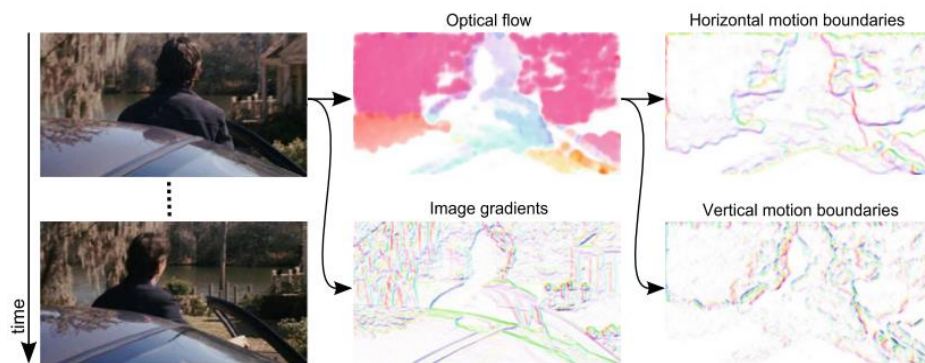 Optical flow
Horizontal motion boundaries
Image gradients
Vertical motion boundaries
time